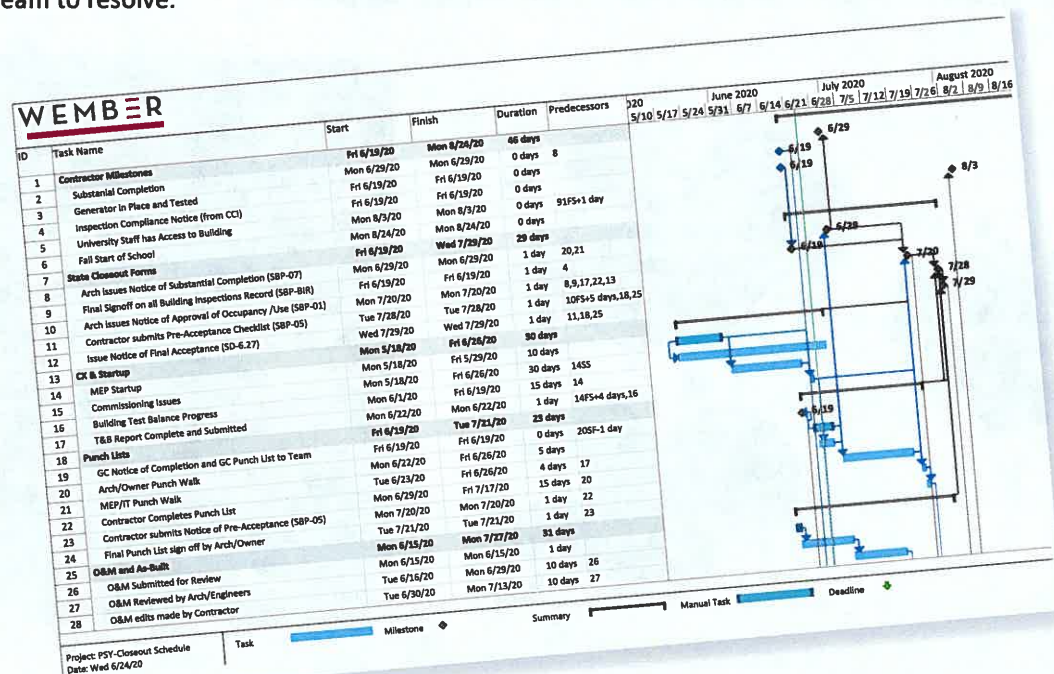 eam to resolve.
WEMBER
ID Task Name Start Finish Duration Predecessors 020 June 2020 July 2020 August 2020
5/10 5/17 5/24 5/31 6/7 6/14 6/21 6/28 7/5 7/12 7/19 7/26 8/2 8/9 8/16
1 Contractor Milestones Fri 6/19/20 Mon 8/24/20 46 days
2 Substantial Completion Mon 6/29/20 Mon 6/29/20 0 days 8 6/29
3 Generator in Place and Tested Fri 6/19/20 Fri 6/19/20 0 days 6/19
4 Inspection Compliance Notice (from CCI) Fri 6/19/20 Fri 6/19/20 0 days 6/19
5 University Staff has Access to Building Mon 8/3/20 Mon 8/3/20 0 days 91FS+1 day 8/3
6 Fall Start of School Mon 8/24/20 Mon 8/24/20 0 days
7 State Closeout Forms Fri 6/19/20 Wed 7/29/20 29 days
8 Arch issues Notice of Substantial Completion (SBP-07) Mon 6/29/20 Mon 6/29/20 1 day 20,21 6/28
9 Final Signoff on all Building Inspections Record (SBP-BIR) Fri 6/19/20 Fri 6/19/20 1 day 4 6/19
10 Arch issues Notice of Approval of Occupancy /Use (SBP-01) Mon 7/20/20 Mon 7/20/20 1 day 8,9,17,22,13 7/20
11 Contractor submits Pre-Acceptance Checklist (SBP-05) Tue 7/28/20 Tue 7/28/20 1 day 10FS+5 days,18,25 7/28
12 Issue Notice of Final Acceptance (SD-6.27) Wed 7/29/20 Wed 7/29/20 1 day 11,18,25 7/29
13 CX & Startup Mon 5/18/20 Fri 6/26/20 30 days
14 MEP Startup Mon 5/18/20 Fri 5/29/20 10 days
15 Commissioning Issues Mon 5/18/20 Fri 6/26/20 30 days 14SS
16 Building Test Balance Progress Mon 6/1/20 Fri 6/19/20 15 days 14
17 T&B Report Complete and Submitted Mon 6/22/20 Mon 6/22/20 1 day 14FS+4 days,16
18 Punch Lists Fri 6/19/20 Tue 7/21/20 23 days
19 GC Notice of Completion and GC Punch List to Team Fri 6/19/20 Fri 6/19/20 0 days 20SF-1 day 6/19
20 Arch/Owner Punch Walk Mon 6/22/20 Fri 6/26/20 5 days
21 MEP/IT Punch Walk Tue 6/23/20 Fri 6/26/20 4 days 17
22 Contractor Completes Punch List Mon 6/29/20 Fri 7/17/20 15 days 20
23 Contractor submits Notice of Pre-Acceptance (SBP-05) Mon 7/20/20 Mon 7/20/20 1 day 22
24 Final Punch List sign off by Arch/Owner Tue 7/21/20 Tue 7/21/20 1 day 23
25 O&M and As-Built Mon 6/15/20 Mon 7/27/20 31 days
26 O&M Submitted for Review Mon 6/15/20 Mon 6/15/20 1 day
27 O&M Reviewed by Arch/Engineers Tue 6/16/20 Mon 6/29/20 10 days 26
28 O&M edits made by Contractor Tue 6/30/20 Mon 7/13/20 10 days 27
Project: PSY-Closeout Schedule Task Milestone Summary Manual Task Deadline
Date: Wed 6/24/20